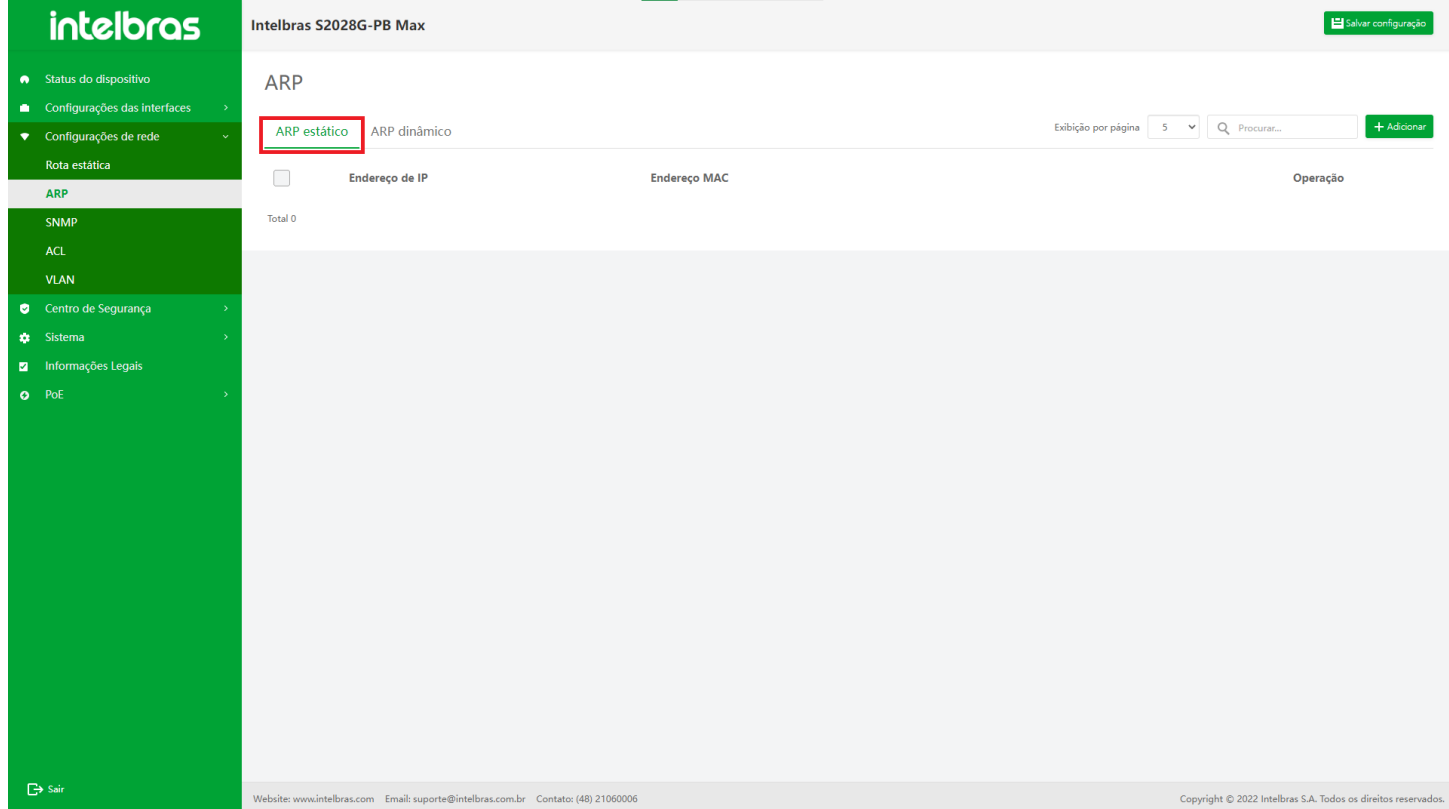 intelbras
Intelbras S2028G-PB Max
Salvar configuração
Status do dispositivo
Configurações das interfaces
Configurações de rede
Rota estática
ARP
SNMP
ACL
VLAN
Centro de Segurança
Sistema
Informações Legais
PoE
Sair
ARP
ARP estático ARP dinâmico
Exibição por página 5 Procurar... + Adicionar
Endereço de IP Endereço MAC Operação
Total 0
Website: www.intelbras.com Email: suporte@intelbras.com.br Contato: (48) 21060006
Copyright © 2022 Intelbras S.A. Todos os direitos reservados.